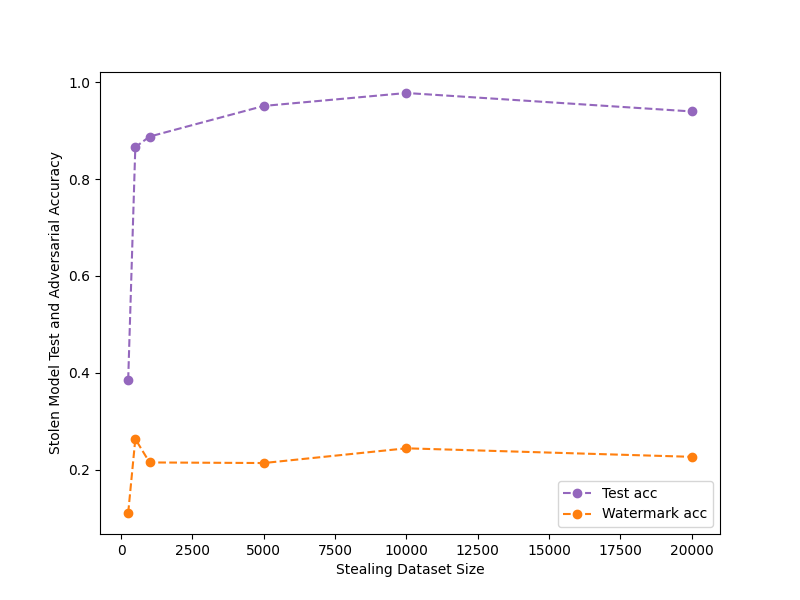 1.0
0.8
0.6
0.4
0.2
Stolen Model Test and Adversarial Accuracy
Test acc
Watermark acc
0 2500 5000 7500 10000 12500 15000 17500 20000
Stealing Dataset Size